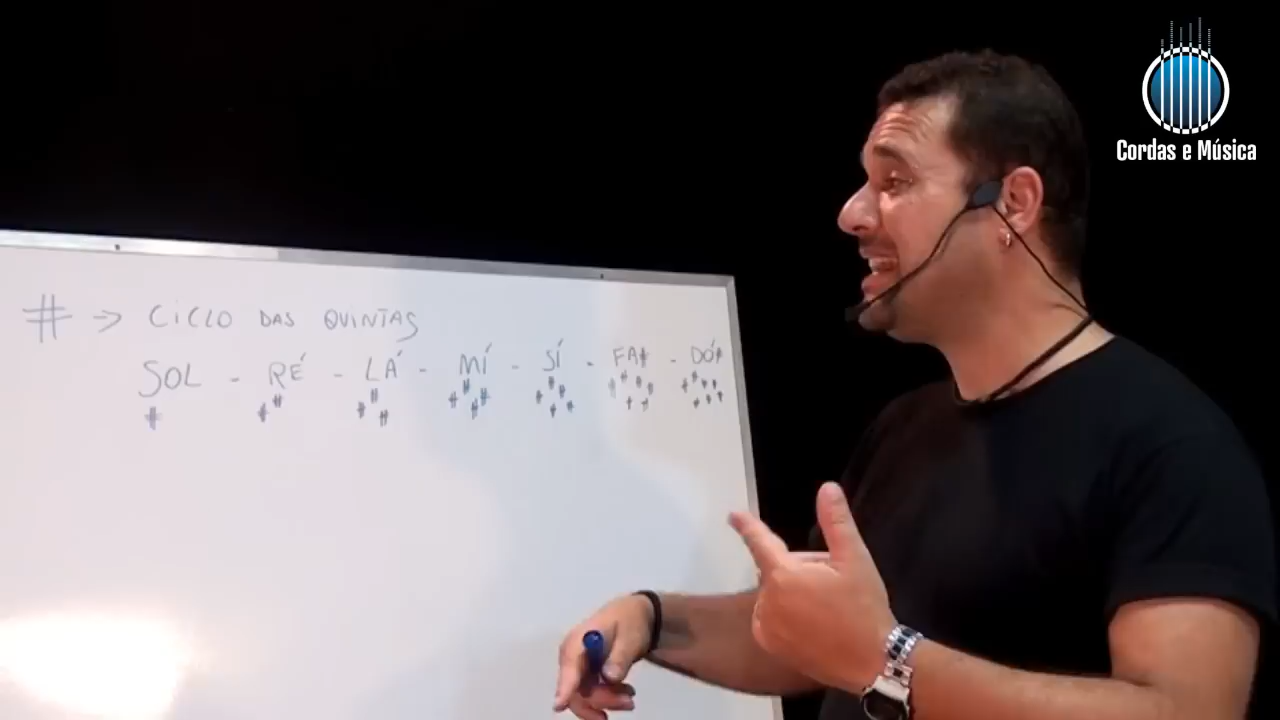 Cordas e Música
# → CICLO DAS QUINTAS
SOL - RÉ - LÁ - MÍ - SÍ - FA# - DÓ#
# ## ### #### ##### ###### #######